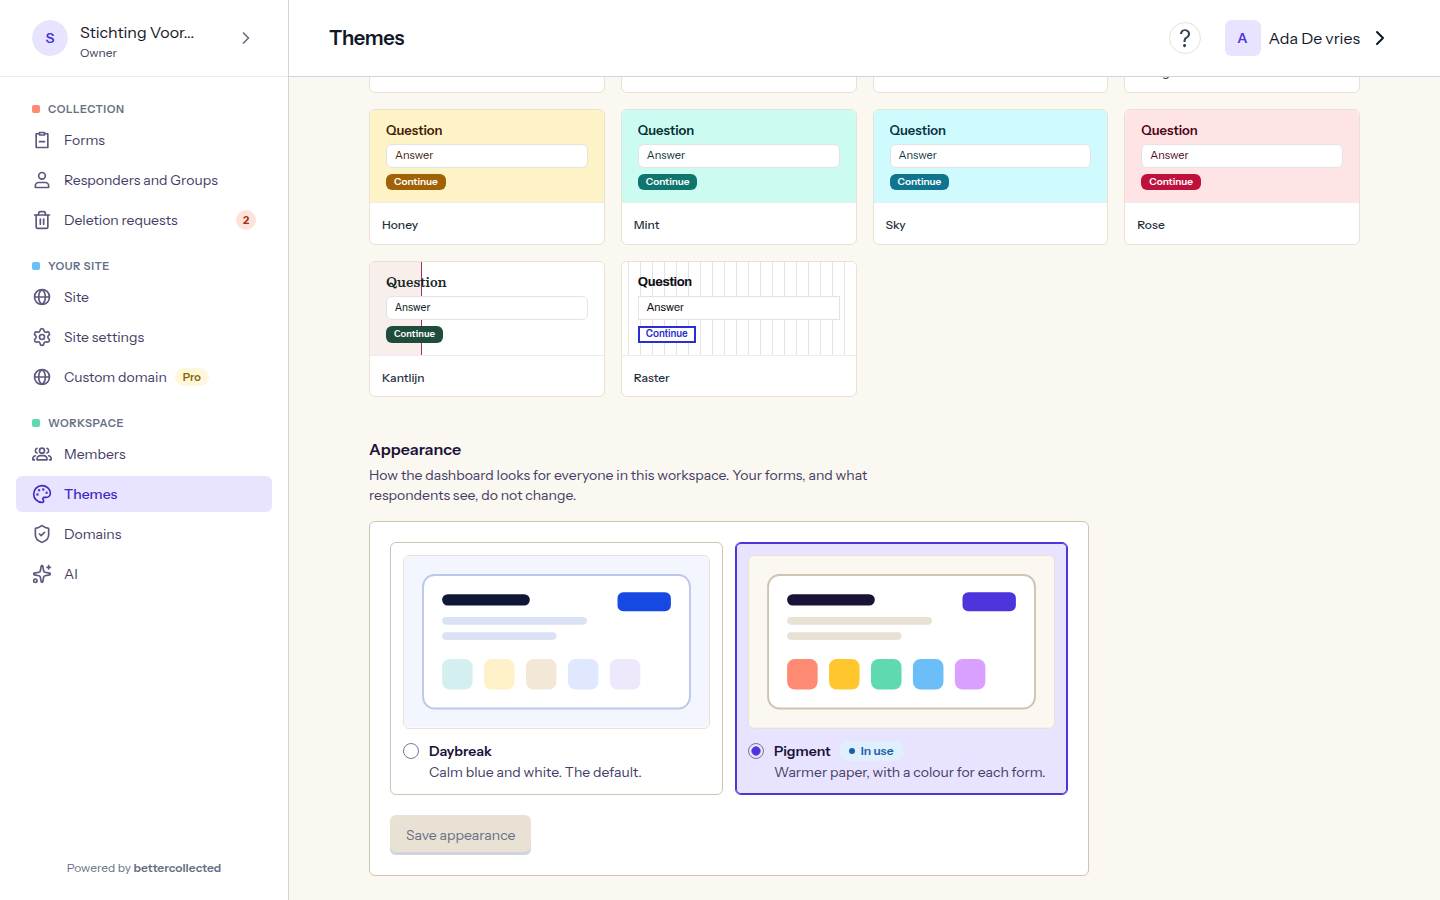 Stichting Voor...
Owner
Themes
?
A
Ada De vries
S
COLLECTION
Forms
Responders and Groups
Deletion requests
2
YOUR SITE
Site
Site settings
Custom domain
Pro
WORKSPACE
Members
Themes
Domains
AI
Powered by bettercollected
Question
Answer
Continue
Honey
Question
Answer
Continue
Mint
Question
Answer
Continue
Sky
Question
Answer
Continue
Rose
Question
Answer
Continue
Kantlijn
Question
Answer
Continue
Raster
Appearance
How the dashboard looks for everyone in this workspace. Your forms, and what
respondents see, do not change.
Daybreak
Calm blue and white. The default.
Pigment
In use
Warmer paper, with a colour for each form.
Save appearance